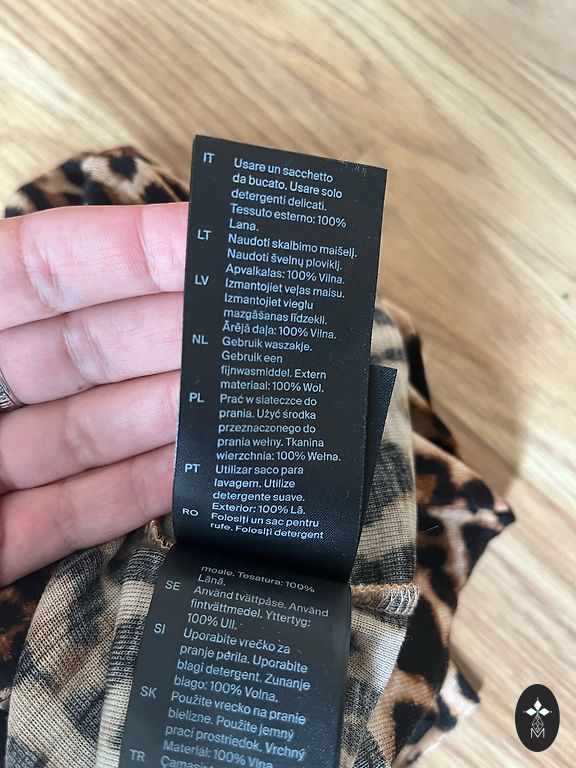 IT Usare un sacchetto
da bucato. Usare solo
detergenti delicati.
Tessuto esterno: 100%
Lana.
LT Naudoti skalbimo maišelį.
Naudoti švelnų ploviklį.
Apvalkalas: 100% Vilna.
LV Izmantojiet veļas maisu.
Izmantojiet vieglu
mazgāšanas līdzekli.
Ārējā daļa: 100% Vilna.
NL Gebruik waszakje.
Gebruik een
fijnwasmiddel. Extern
materiaal: 100% Wol.
PL Prać w siateczce do
prania. Użyć środka
przeznaczonego do
prania wełny. Tkanina
wierzchnia: 100% Wełna.
PT Utilizar saco para
lavagem. Utilize
detergente suave.
Exterior: 100% Lã.
RO Folosiți un sac pentru
rufe. Folosiți detergent
moale. Țesatura: 100%
Lână.
SE Använd tvättpåse. Använd
fintvättmedel. Yttertyg:
100% Ull.
SI Uporabite vrečko za
pranje perila. Uporabite
blagi detergent. Zunanje
blago: 100% Volna.
SK Použite vrecko na pranie
bielizne. Použite jemný
prací prostriedok. Vrchný
Materiál: 100% Vlna.
TR Çamaşır
M